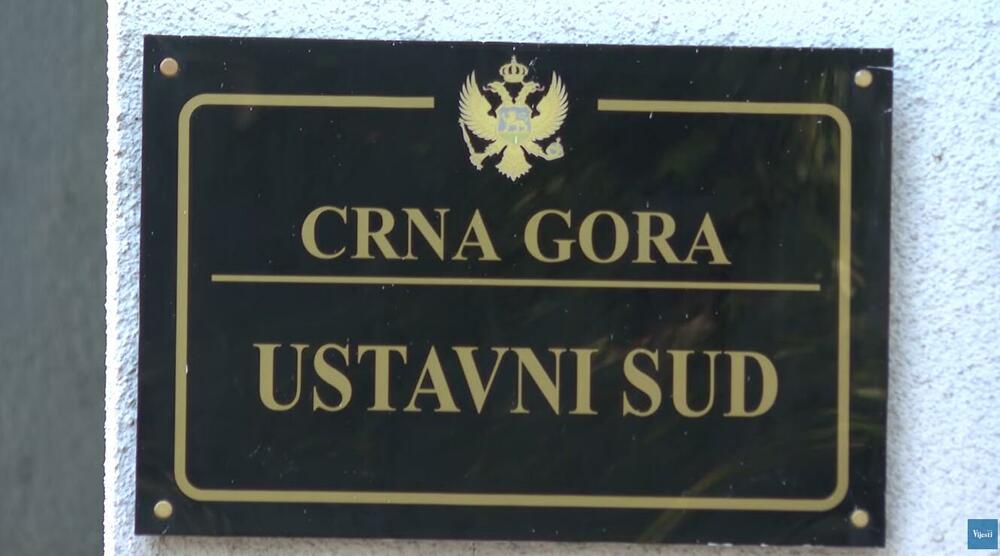 CRNA GORA
USTAVNI SUD
Vijesti